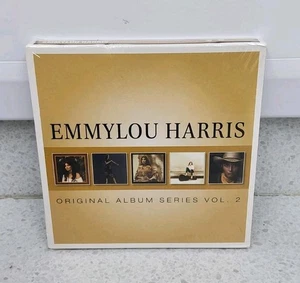 EMMYLOU HARRIS
ORIGINAL ALBUM SERIES VOL. 2